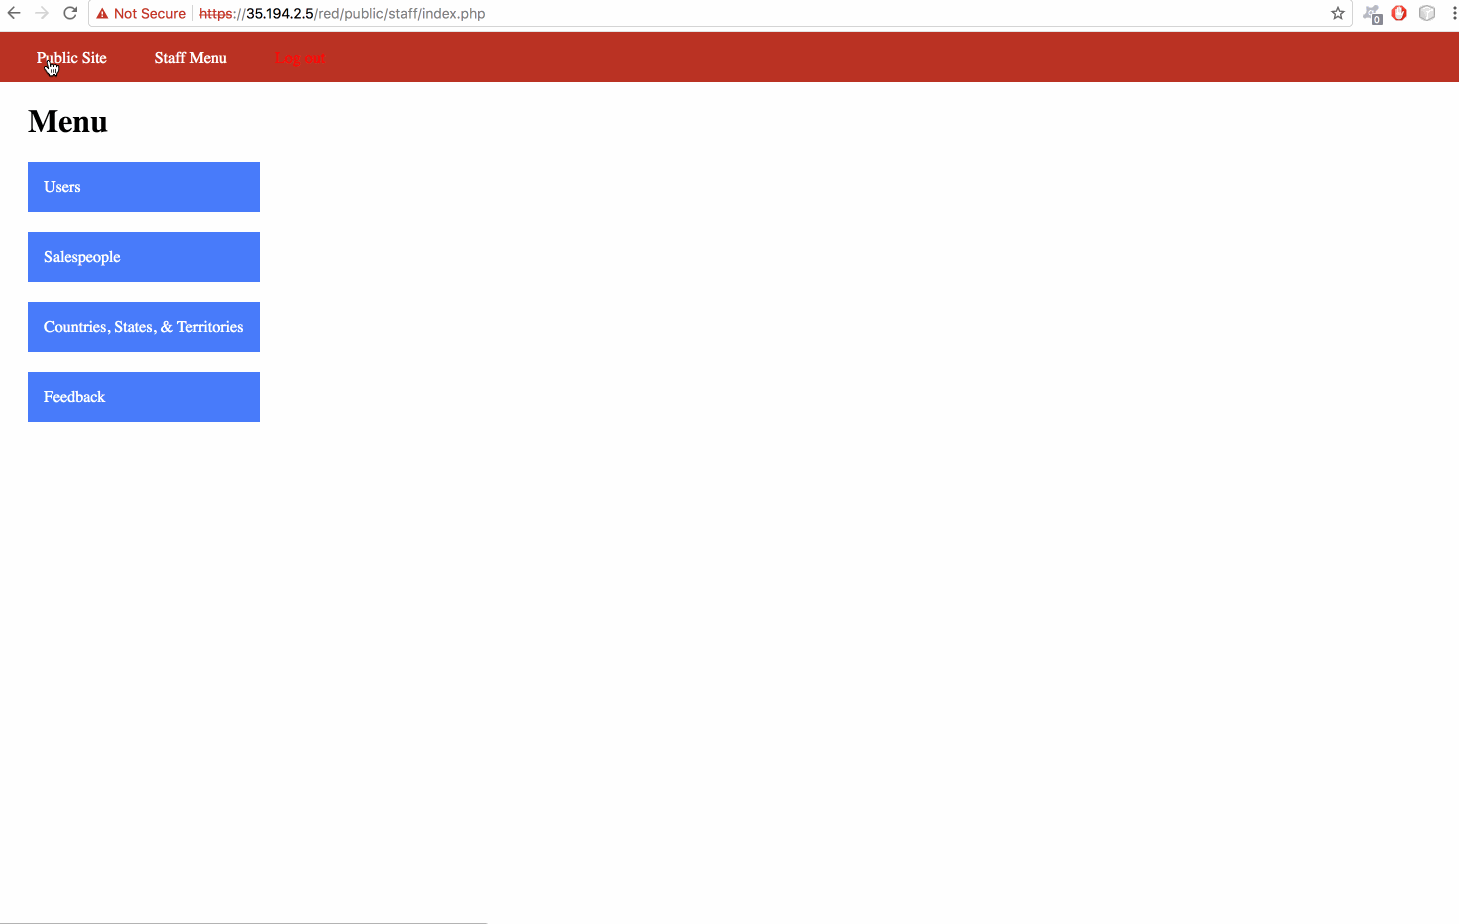 Not Secure https://35.194.2.5/red/public/staff/index.php
0
Public Site Staff Menu Log out
Menu
Users
Salespeople
Countries, States, & Territories
Feedback